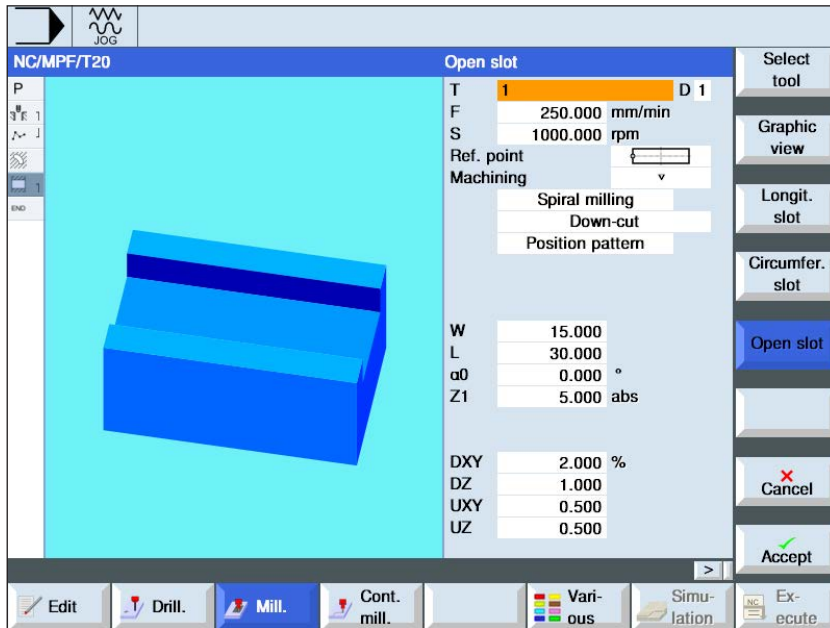 JOG
NC/MPF/T20
Open slot
P
1
1
END
T 1 D 1
F 250.000 mm/min
S 1000.000 rpm
Ref. point
Machining ▿
Spiral milling
Down-cut
Position pattern
W 15.000
L 30.000
α0 0.000 °
Z1 5.000 abs
DXY 2.000 %
DZ 1.000
UXY 0.500
UZ 0.500
>
Select
tool
Graphic
view
Longit.
slot
Circumfer.
slot
Open slot
Cancel
Accept
Edit
Drill.
Mill.
Cont.
mill.
Vari-
ous
Simu-
lation
NC
Ex-
ecute